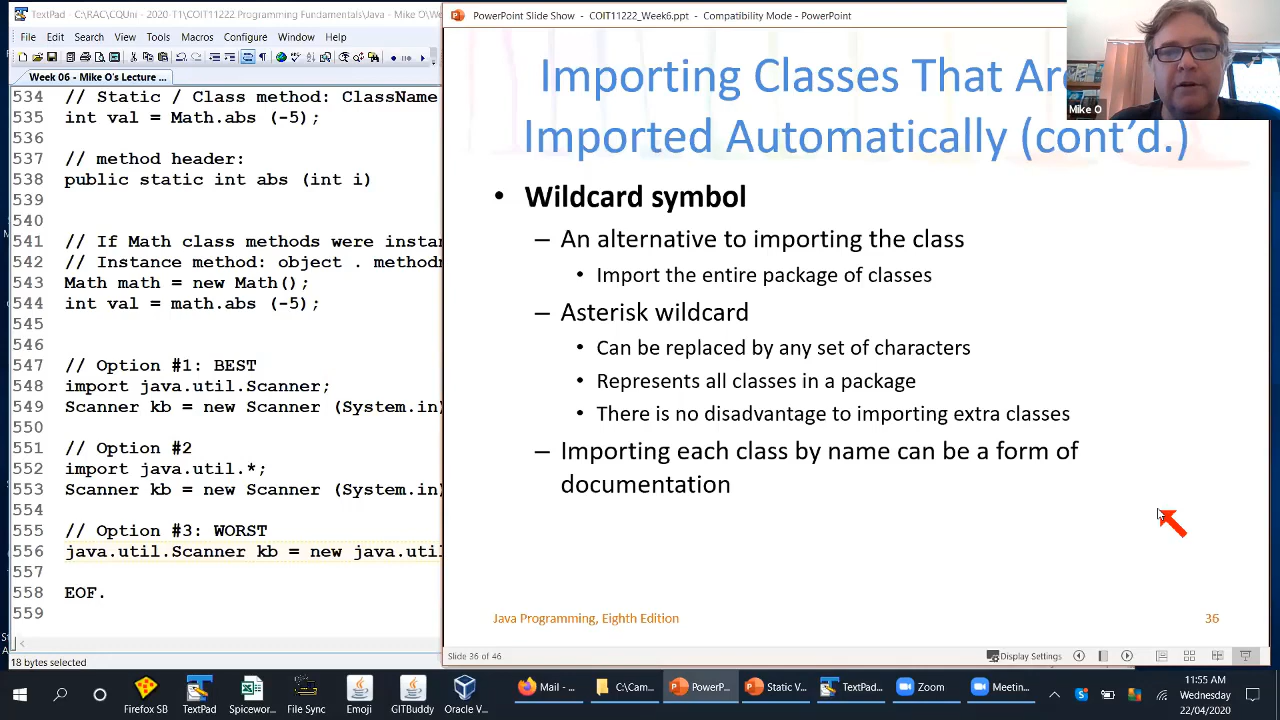 TextPad - C:\RAC\CQUni - 2020-T1\COIT11222 Programming Fundamentals\Java - Mike O's Lecture
File Edit Search View Tools Macros Configure Window Help
Week 06 - Mike O's Lecture ...
534 // Static / Class method: ClassName
535 int val = Math.abs (-5);
536
537 // method header:
538 public static int abs (int i)
539
540
541 // If Math class methods were instan
542 // Instance method: object . methodn
543 Math math = new Math();
544 int val = math.abs (-5);
545
546
547 // Option #1: BEST
548 import java.util.Scanner;
549 Scanner kb = new Scanner (System.in)
550
551 // Option #2
552 import java.util.*;
553 Scanner kb = new Scanner (System.in)
554
555 // Option #3: WORST
556 java.util.Scanner kb = new java.util
557
558 EOF.
559
18 bytes selected
PowerPoint Slide Show - COIT11222_Week6.ppt - Compatibility Mode - PowerPoint
Importing Classes That Are
Imported Automatically (cont'd.)
Mike O
• Wildcard symbol
– An alternative to importing the class
• Import the entire package of classes
– Asterisk wildcard
• Can be replaced by any set of characters
• Represents all classes in a package
• There is no disadvantage to importing extra classes
– Importing each class by name can be a form of
documentation
Java Programming, Eighth Edition
36
Slide 36 of 46
Display Settings
Firefox SB
TextPad
Spicewor...
File Sync
Emoji
GITBuddy
Oracle V...
Mail - ...
C:\Cam...
PowerP...
Static V...
TextPad...
Zoom
Meetin...
11:55 AM
Wednesday
22/04/2020